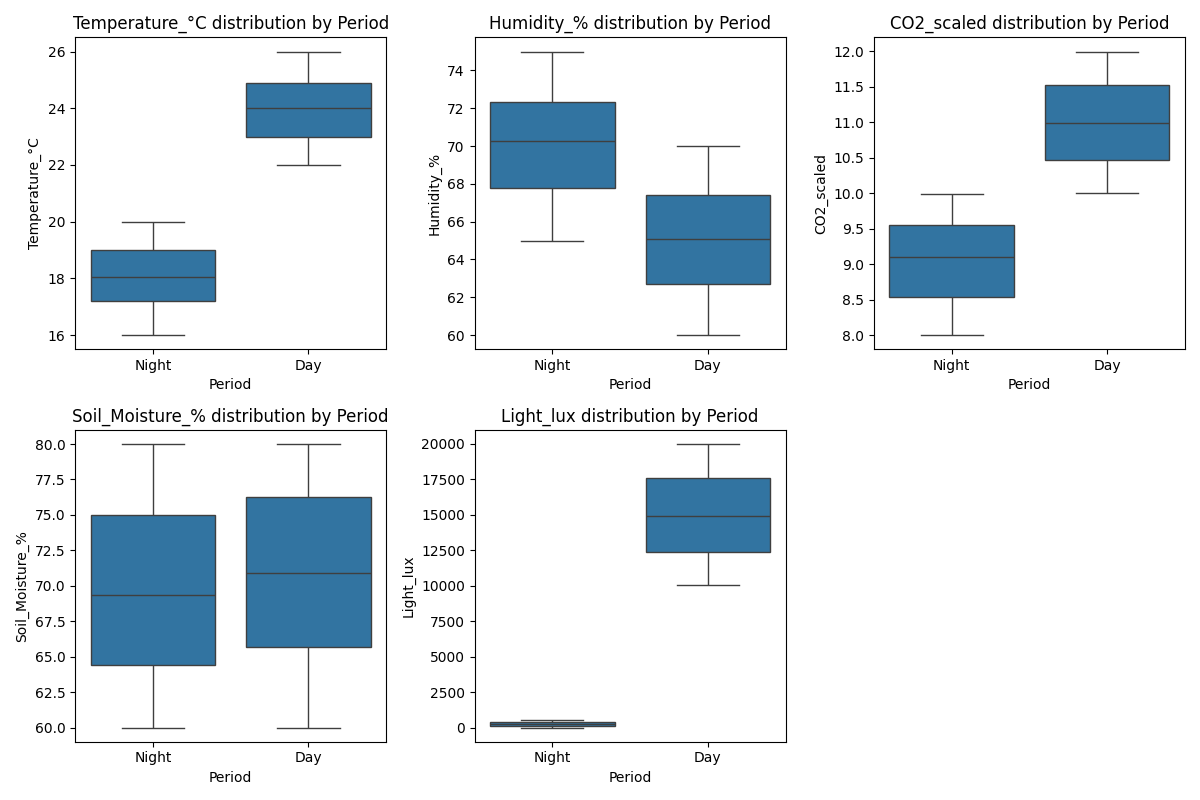 Temperature_°C distribution by Period
Temperature_°C
26
24
22
20
18
16
Night
Day
Period
Humidity_% distribution by Period
Humidity_%
74
72
70
68
66
64
62
60
Night
Day
Period
CO2_scaled distribution by Period
CO2_scaled
12.0
11.5
11.0
10.5
10.0
9.5
9.0
8.5
8.0
Night
Day
Period
Soil_Moisture_% distribution by Period
Soil_Moisture_%
80.0
77.5
75.0
72.5
70.0
67.5
65.0
62.5
60.0
Night
Day
Period
Light_lux distribution by Period
Light_lux
20000
17500
15000
12500
10000
7500
5000
2500
0
Night
Day
Period